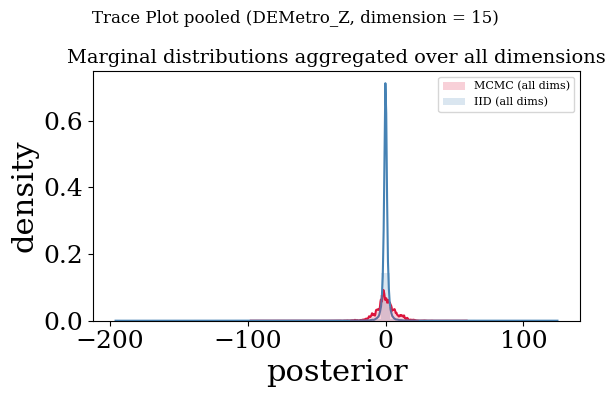 Trace Plot pooled (DEMetro_Z, dimension = 15)
Marginal distributions aggregated over all dimensions
MCMC (all dims)
IID (all dims)
density
0.6
0.4
0.2
0.0
−200
−100
0
100
posterior